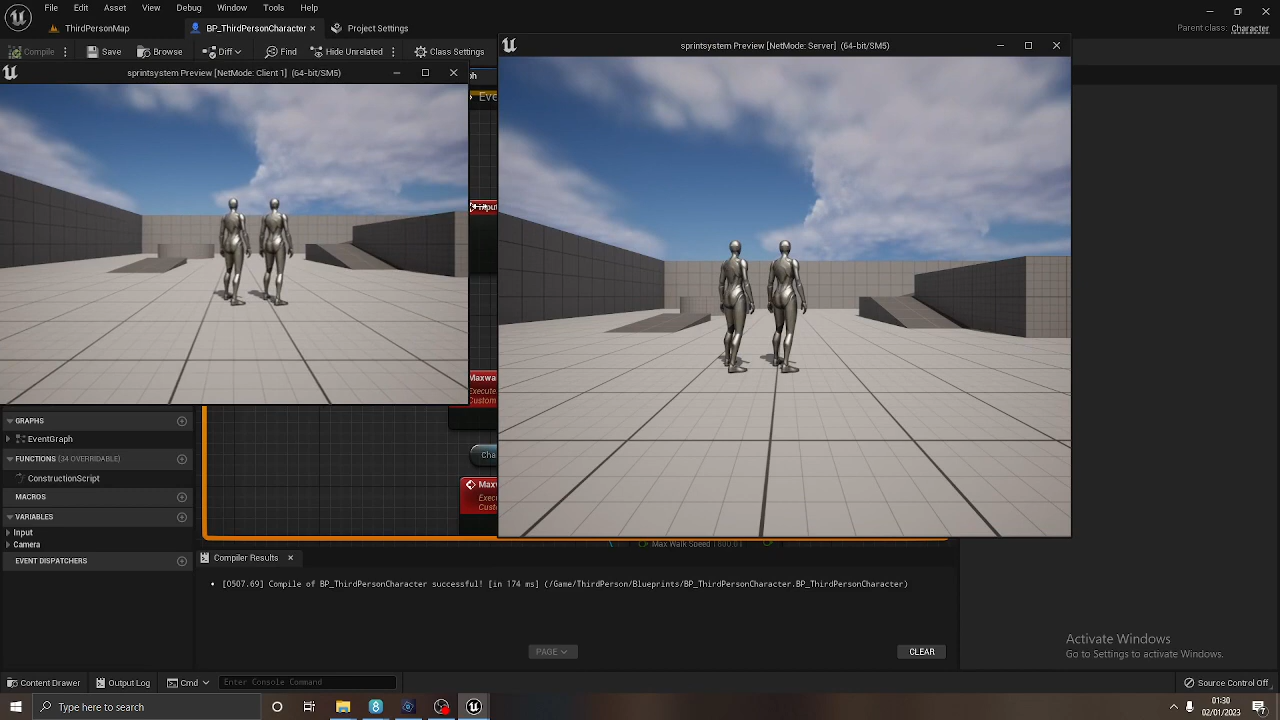 File Edit Asset View Debug Window Tools Help
ThirdPersonMap BP_ThirdPersonCharacter Project Settings
Parent class: Character
Compile Save Browse Diff Find Hide Unrelated Class Settings
sprintsystem Preview [NetMode: Server] (64-bit/SM5)
sprintsystem Preview [NetMode: Client 1] (64-bit/SM5)
GRAPHS
EventGraph
FUNCTIONS (34 OVERRIDABLE)
ConstructionScript
MACROS
VARIABLES
Input
Camera
EVENT DISPATCHERS
Max Walk Speed
Compiler Results
[0507.69] Compile of BP_ThirdPersonCharacter successful! [in 174 ms] (/Game/ThirdPerson/Blueprints/BP_ThirdPersonCharacter.BP_ThirdPersonCharacter)
PAGE
CLEAR
Activate Windows
Go to Settings to activate Windows.
Content Drawer Output Log Cmd Enter Console Command
Source Control Off
Type here to search
01:30
02/01/2023